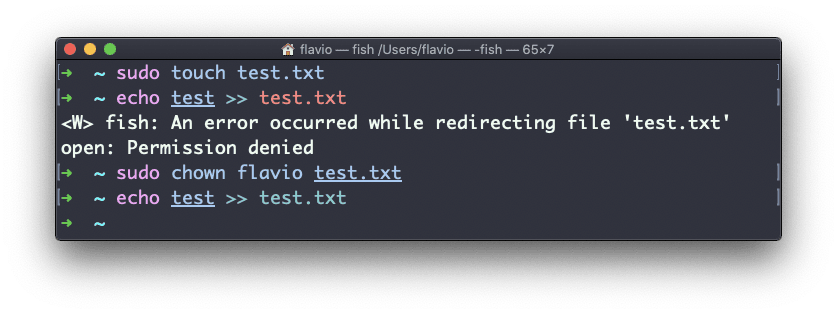 flavio — fish /Users/flavio — -fish — 65×7
[➜  ~ sudo touch test.txt ]
[➜  ~ echo test >> test.txt ]
<W> fish: An error occurred while redirecting file 'test.txt'
open: Permission denied
[➜  ~ sudo chown flavio test.txt ]
[➜  ~ echo test >> test.txt ]
➜  ~